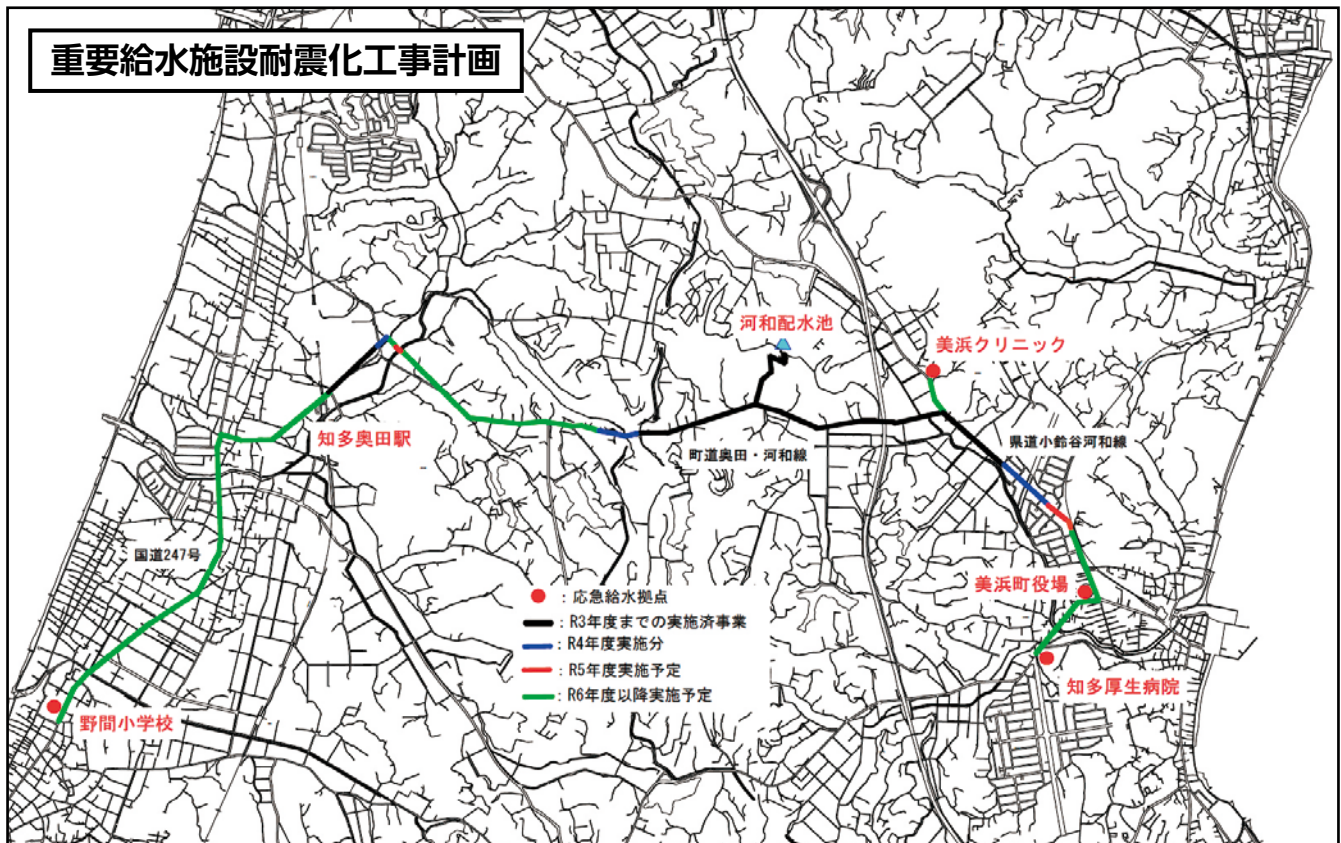 重要給水施設耐震化工事計画
河和配水池
美浜クリニック
知多奥田駅
町道奥田・河和線
県道小鈴谷河和線
国道247号
美浜町役場
：応急給水拠点
：R3年度までの実施済事業
：R4年度実施分
：R5年度実施予定
：R6年度以降実施予定
知多厚生病院
野間小学校